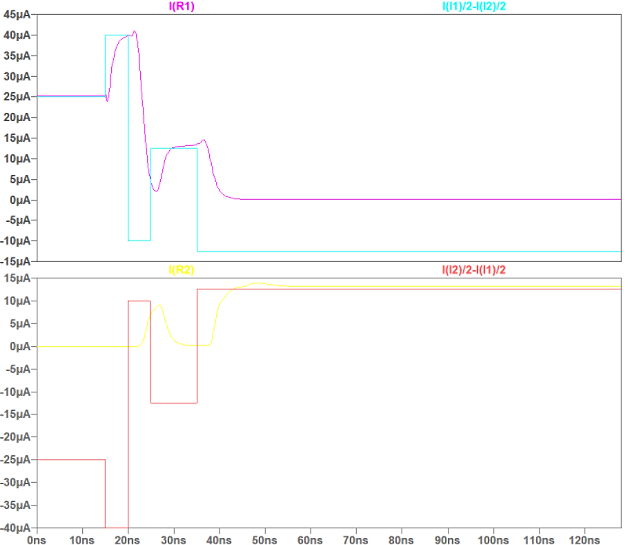 I(R1) I(I1)/2-I(I2)/2
45µA
40µA
35µA
30µA
25µA
20µA
15µA
10µA
5µA
0µA
-5µA
-10µA
-15µA
I(R2) I(I2)/2-I(I1)/2
15µA
10µA
5µA
0µA
-5µA
-10µA
-15µA
-20µA
-25µA
-30µA
-35µA
-40µA
0ns 10ns 20ns 30ns 40ns 50ns 60ns 70ns 80ns 90ns 100ns 110ns 120ns